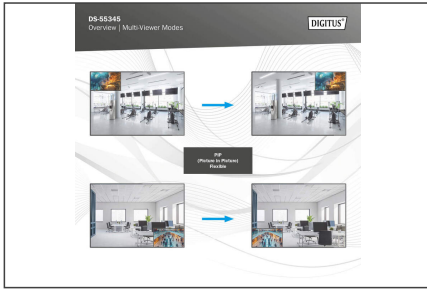 DS-55345
Overview | Multi-Viewer Modes
DIGITUS®
PIP
(Picture in Picture)
Flexible